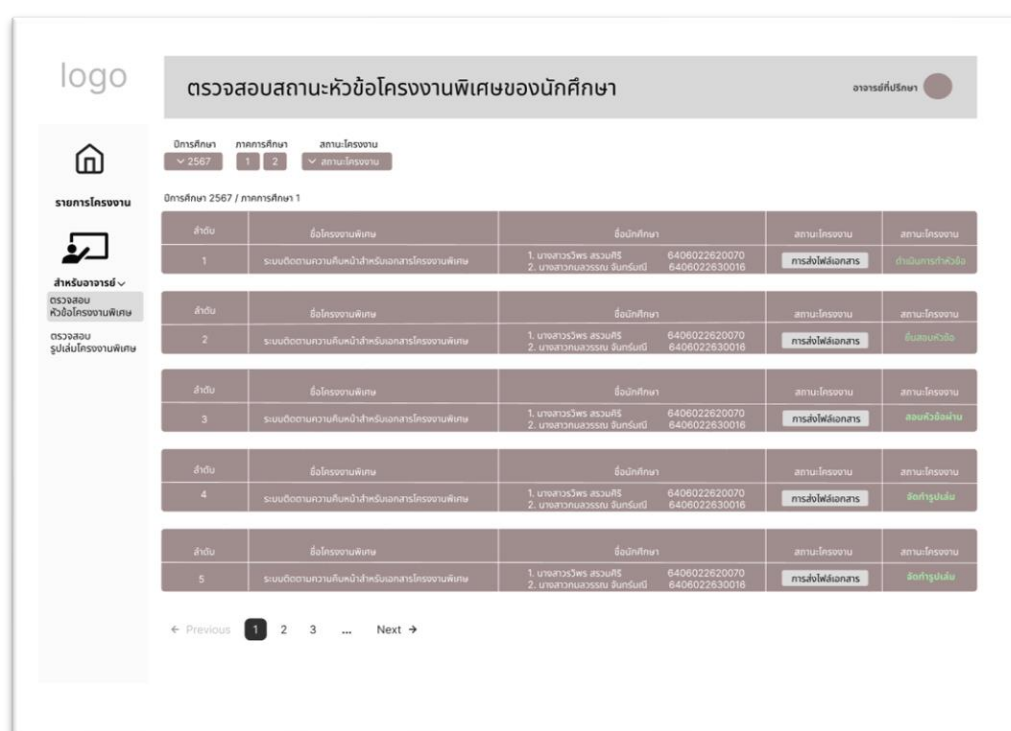 logo
ตรวจสอบสถานะหัวข้อโครงงานพิเศษของนักศึกษา
อาจารย์ที่ปรึกษา
ปีการศึกษา ภาคการศึกษา สถานะโครงงาน
2567 1 2 สถานะโครงงาน
รายการโครงงาน
สำหรับอาจารย์
ตรวจสอบ
หัวข้อโครงงานพิเศษ
ตรวจสอบ
รูปเล่มโครงงานพิเศษ
ปีการศึกษา 2567 / ภาคการศึกษา 1
ลำดับ ชื่อโครงงานพิเศษ ชื่อนักศึกษา สถานะโครงงาน สถานะโครงงาน
1 ระบบติดตามความคืบหน้าสำหรับเอกสารโครงงานพิเศษ 1. นางสาวรวิพร สรวมศิริ 6406022620070 การส่งไฟล์เอกสาร ดำเนินการทำหัวข้อ
2. นางสาวกมลวรรณ จันทร์มณี 6406022630016
ลำดับ ชื่อโครงงานพิเศษ ชื่อนักศึกษา สถานะโครงงาน สถานะโครงงาน
2 ระบบติดตามความคืบหน้าสำหรับเอกสารโครงงานพิเศษ 1. นางสาวรวิพร สรวมศิริ 6406022620070 การส่งไฟล์เอกสาร ยื่นสอบหัวข้อ
2. นางสาวกมลวรรณ จันทร์มณี 6406022630016
ลำดับ ชื่อโครงงานพิเศษ ชื่อนักศึกษา สถานะโครงงาน สถานะโครงงาน
3 ระบบติดตามความคืบหน้าสำหรับเอกสารโครงงานพิเศษ 1. นางสาวรวิพร สรวมศิริ 6406022620070 การส่งไฟล์เอกสาร สอบหัวข้อผ่าน
2. นางสาวกมลวรรณ จันทร์มณี 6406022630016
ลำดับ ชื่อโครงงานพิเศษ ชื่อนักศึกษา สถานะโครงงาน สถานะโครงงาน
4 ระบบติดตามความคืบหน้าสำหรับเอกสารโครงงานพิเศษ 1. นางสาวรวิพร สรวมศิริ 6406022620070 การส่งไฟล์เอกสาร จัดทำรูปเล่ม
2. นางสาวกมลวรรณ จันทร์มณี 6406022630016
ลำดับ ชื่อโครงงานพิเศษ ชื่อนักศึกษา สถานะโครงงาน สถานะโครงงาน
5 ระบบติดตามความคืบหน้าสำหรับเอกสารโครงงานพิเศษ 1. นางสาวรวิพร สรวมศิริ 6406022620070 การส่งไฟล์เอกสาร จัดทำรูปเล่ม
2. นางสาวกมลวรรณ จันทร์มณี 6406022630016
← Previous 1 2 3 ... Next →